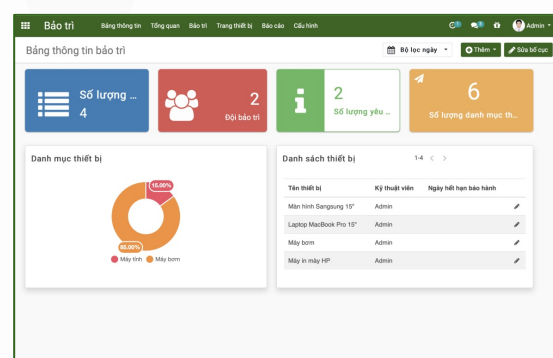 Bảo trì Bảng thông tin Tổng quan Bảo trì Trang thiết bị Báo cáo Cấu hình Admin
Bảng thông tin bảo trì Bộ lọc ngày Thêm Sửa bố cục
Số lượng ...
4
2
Đội bảo trì
2
Số lượng yêu ...
6
Số lượng danh mục th...
Danh mục thiết bị
15.00%
85.00%
Máy tính Máy bơm
Danh sách thiết bị 1-4
Tên thiết bị Kỹ thuật viên Ngày hết hạn bảo hành
Màn hình Sangsung 15" Admin
Laptop MacBook Pro 15" Admin
Máy bơm Admin
Máy in máy HP Admin